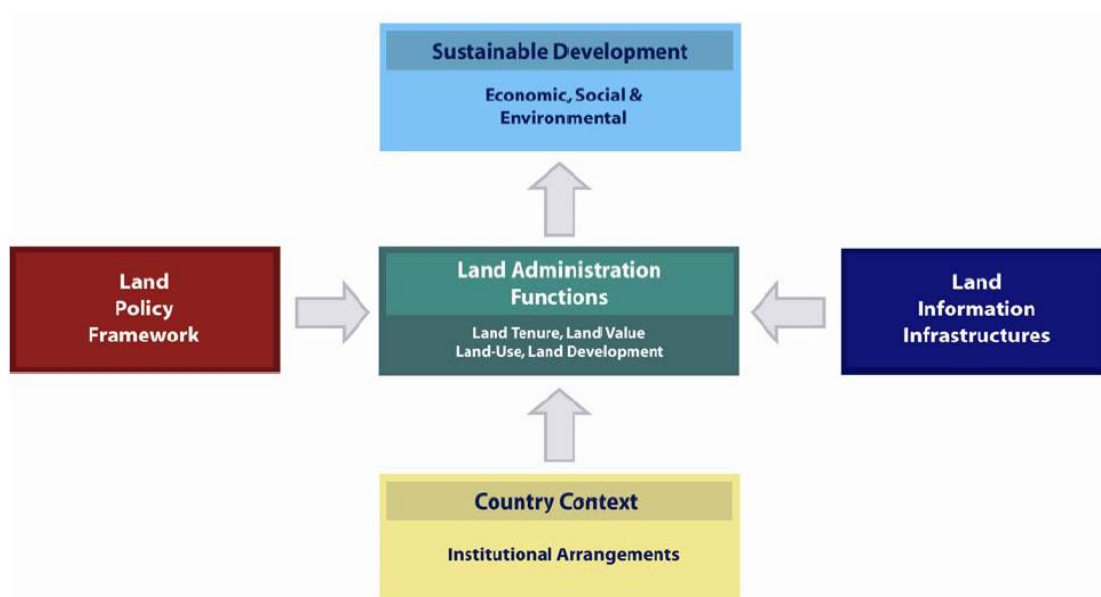 Sustainable Development
Economic, Social &
Environmental
Land
Policy
Framework
Land Administration
Functions
Land Tenure, Land Value
Land-Use, Land Development
Land
Information
Infrastructures
Country Context
Institutional Arrangements